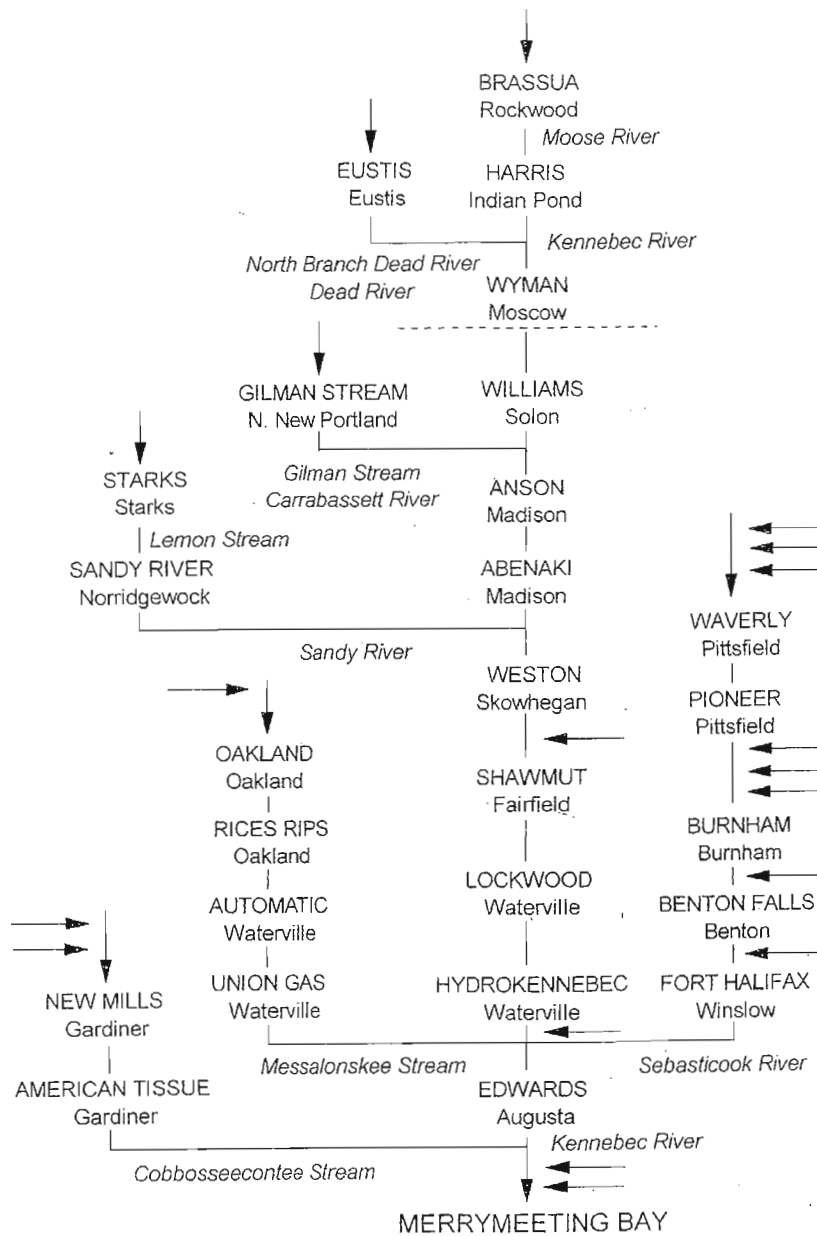 BRASSUA
Rockwood
Moose River
EUSTIS
Eustis
HARRIS
Indian Pond
Kennebec River
North Branch Dead River
Dead River
WYMAN
Moscow
GILMAN STREAM
N. New Portland
WILLIAMS
Solon
Gilman Stream
Carrabassett River
STARKS
Starks
ANSON
Madison
Lemon Stream
SANDY RIVER
Norridgewock
ABENAKI
Madison
WAVERLY
Pittsfield
Sandy River
WESTON
Skowhegan
PIONEER
Pittsfield
OAKLAND
Oakland
SHAWMUT
Fairfield
RICES RIPS
Oakland
BURNHAM
Burnham
AUTOMATIC
Waterville
LOCKWOOD
Waterville
BENTON FALLS
Benton
NEW MILLS
Gardiner
UNION GAS
Waterville
HYDROKENNEBEC
Waterville
FORT HALIFAX
Winslow
Messalonskee Stream
Sebasticook River
AMERICAN TISSUE
Gardiner
EDWARDS
Augusta
Kennebec River
Cobbosseecontee Stream
MERRYMEETING BAY